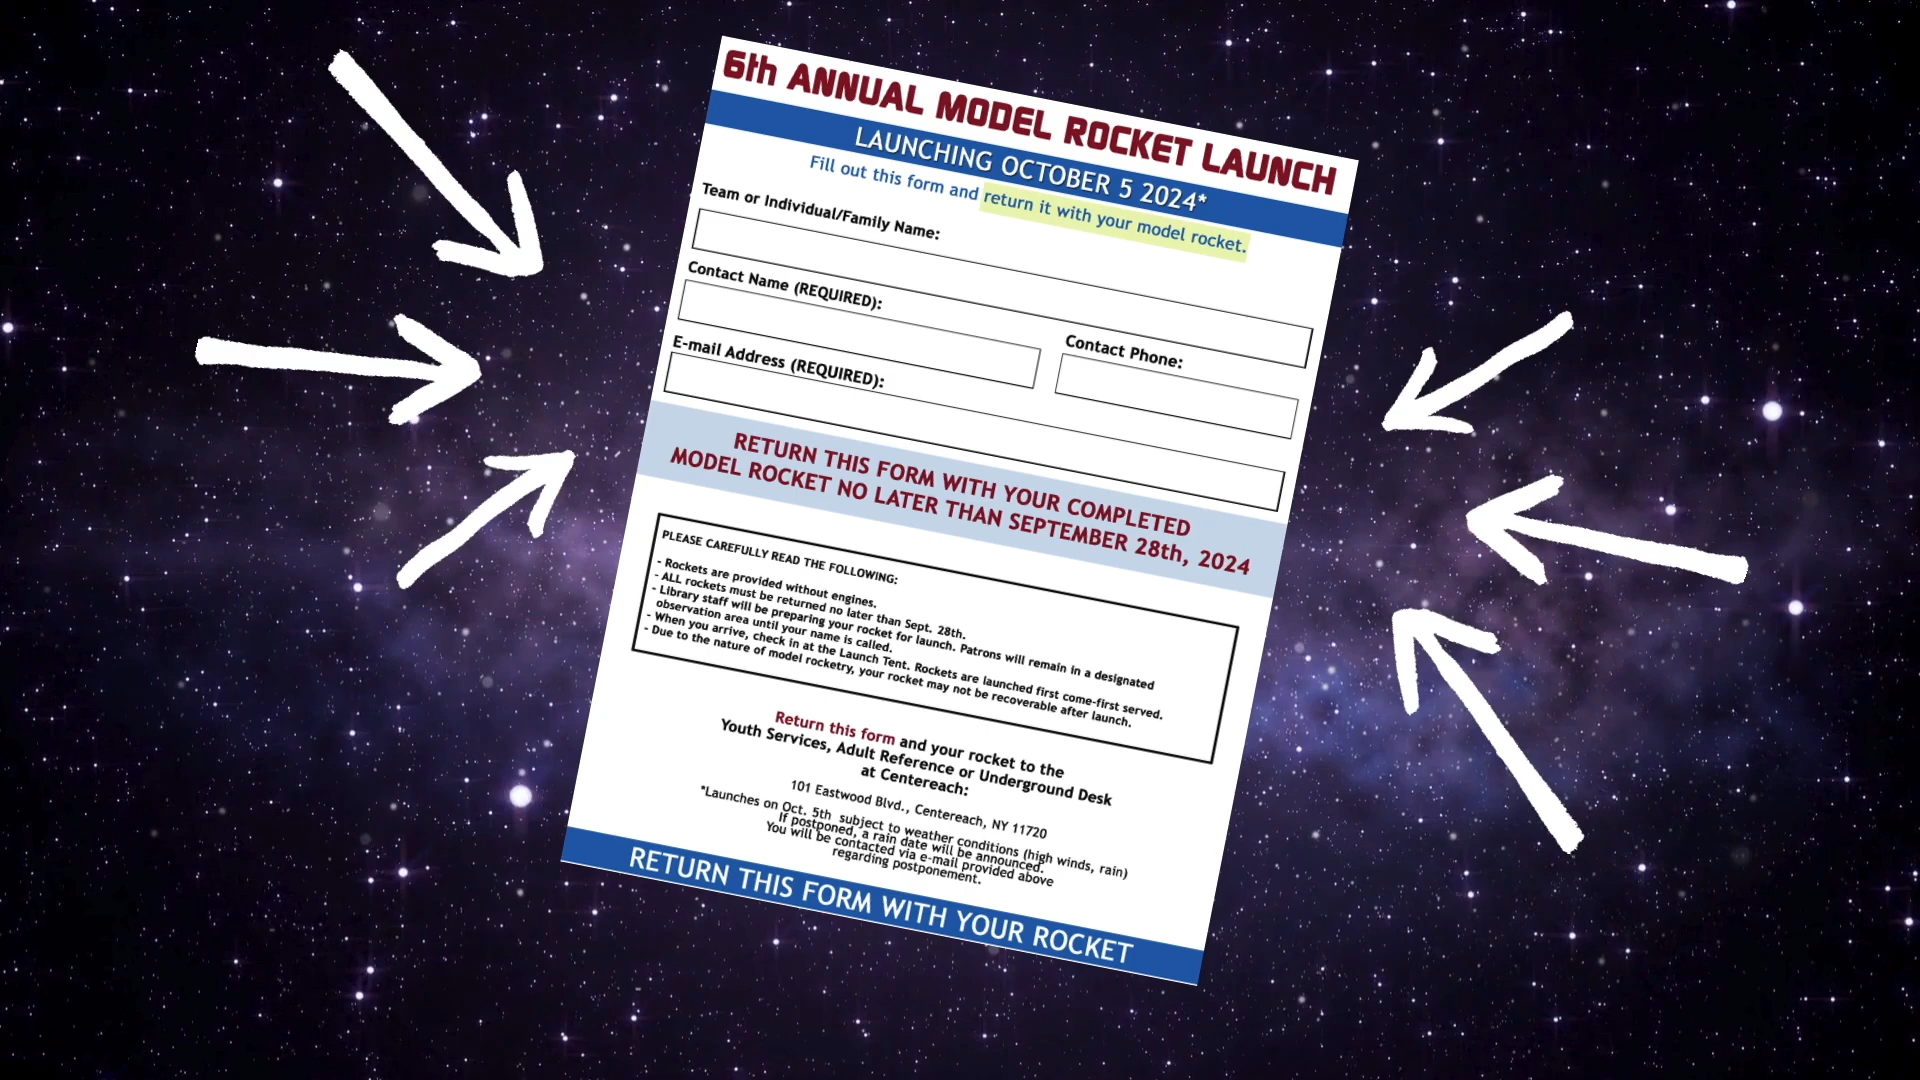 6th ANNUAL MODEL ROCKET LAUNCH
LAUNCHING OCTOBER 5 2024*
Fill out this form and return it with your model rocket.
Team or Individual/Family Name:
Contact Name (REQUIRED):
Contact Phone:
E-mail Address (REQUIRED):
RETURN THIS FORM WITH YOUR COMPLETED
MODEL ROCKET NO LATER THAN SEPTEMBER 28th, 2024
PLEASE CAREFULLY READ THE FOLLOWING:
- Rockets are provided without engines.
- ALL rockets must be returned no later than Sept. 28th.
- Library staff will be preparing your rocket for launch. Patrons will remain in a designated
observation area until your name is called.
- When you arrive, check in at the Launch Tent. Rockets are launched first come-first served.
- Due to the nature of model rocketry, your rocket may not be recoverable after launch.
Return this form and your rocket to the
Youth Services, Adult Reference or Underground Desk
at Centereach:
101 Eastwood Blvd., Centereach, NY 11720
*Launches on Oct. 5th subject to weather conditions (high winds, rain)
If postponed, a rain date will be announced.
You will be contacted via e-mail provided above
regarding postponement.
RETURN THIS FORM WITH YOUR ROCKET